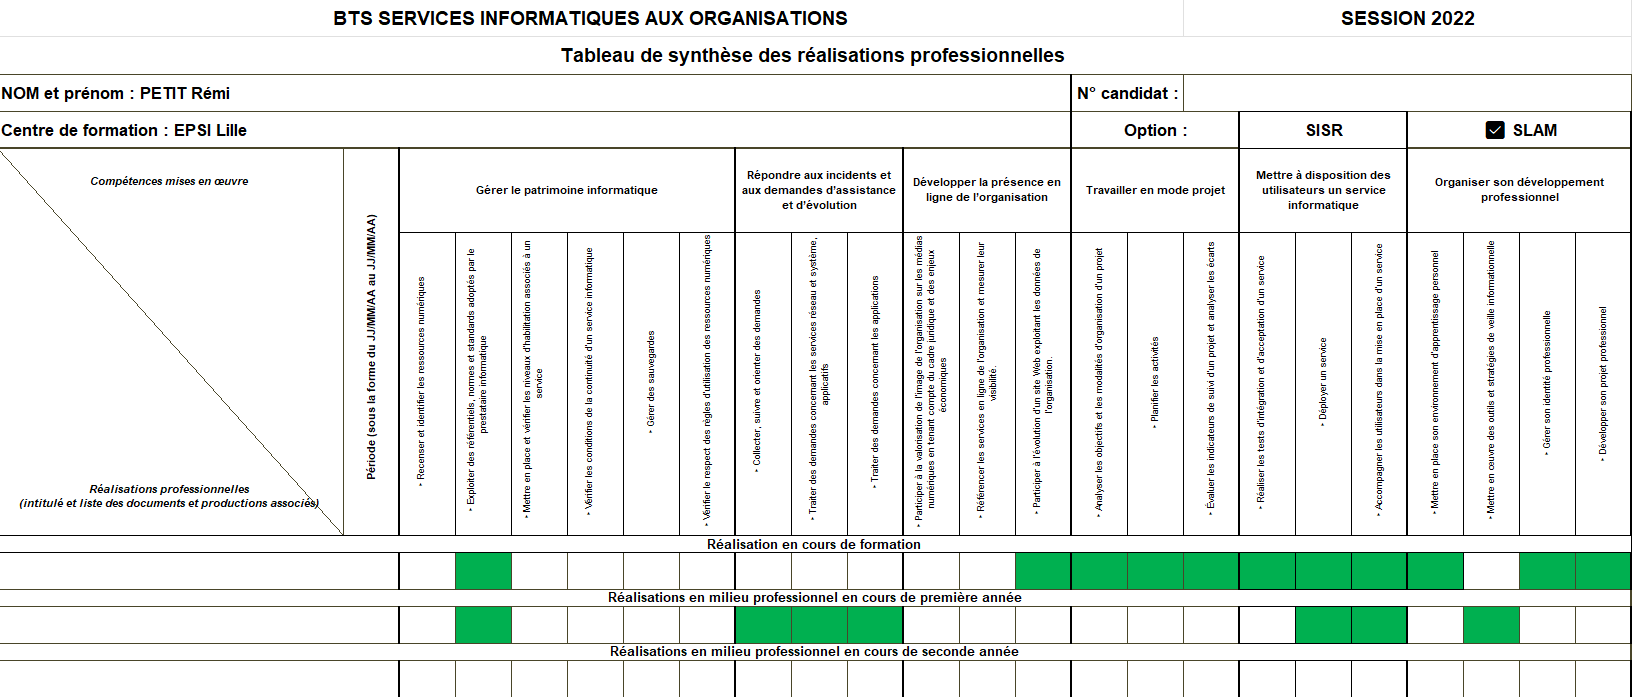 BTS SERVICES INFORMATIQUES AUX ORGANISATIONS
SESSION 2022
Tableau de synthèse des réalisations professionnelles
NOM et prénom : PETIT Rémi
N° candidat :
Centre de formation : EPSI Lille
Option :
SISR
SLAM
Compétences mises en œuvre
Réalisations professionnelles
(intitulé et liste des documents et productions associés)
Période (sous la forme du JJ/MM/AA au JJ/MM/AA)
Gérer le patrimoine informatique
Répondre aux incidents et
aux demandes d'assistance
et d'évolution
Développer la présence en
ligne de l'organisation
Travailler en mode projet
Mettre à disposition des
utilisateurs un service
informatique
Organiser son développement
professionnel
‣ Recenser et identifier les ressources numériques
‣ Exploiter des référentiels, normes et standards adoptés par le
prestataire informatique
‣ Mettre en place et vérifier les niveaux d'habilitation associés à un
service
‣ Vérifier les conditions de la continuité d'un service informatique
‣ Gérer des sauvegardes
‣ Vérifier le respect des règles d'utilisation des ressources numériques
‣ Collecter, suivre et orienter des demandes
‣ Traiter des demandes concernant les services réseau et système,
applicatifs
‣ Traiter des demandes concernant les applications
‣ Participer à la valorisation de l'image de l'organisation sur les médias
numériques en tenant compte du cadre juridique et des enjeux
économiques
‣ Référencer les services en ligne de l'organisation et mesurer leur
visibilité.
‣ Participer à l'évolution d'un site Web exploitant les données de
l'organisation.
‣ Analyser les objectifs et les modalités d'organisation d'un projet
‣ Planifier les activités
‣ Évaluer les indicateurs de suivi d'un projet et analyser les écarts
‣ Réaliser les tests d'intégration et d'acceptation d'un service
‣ Déployer un service
‣ Accompagner les utilisateurs dans la mise en place d'un service
‣ Mettre en place son environnement d'apprentissage personnel
‣ Mettre en œuvre des outils et stratégies de veille informationnelle
‣ Gérer son identité professionnelle
‣ Développer son projet professionnel
Réalisation en cours de formation
Réalisations en milieu professionnel en cours de première année
Réalisations en milieu professionnel en cours de seconde année